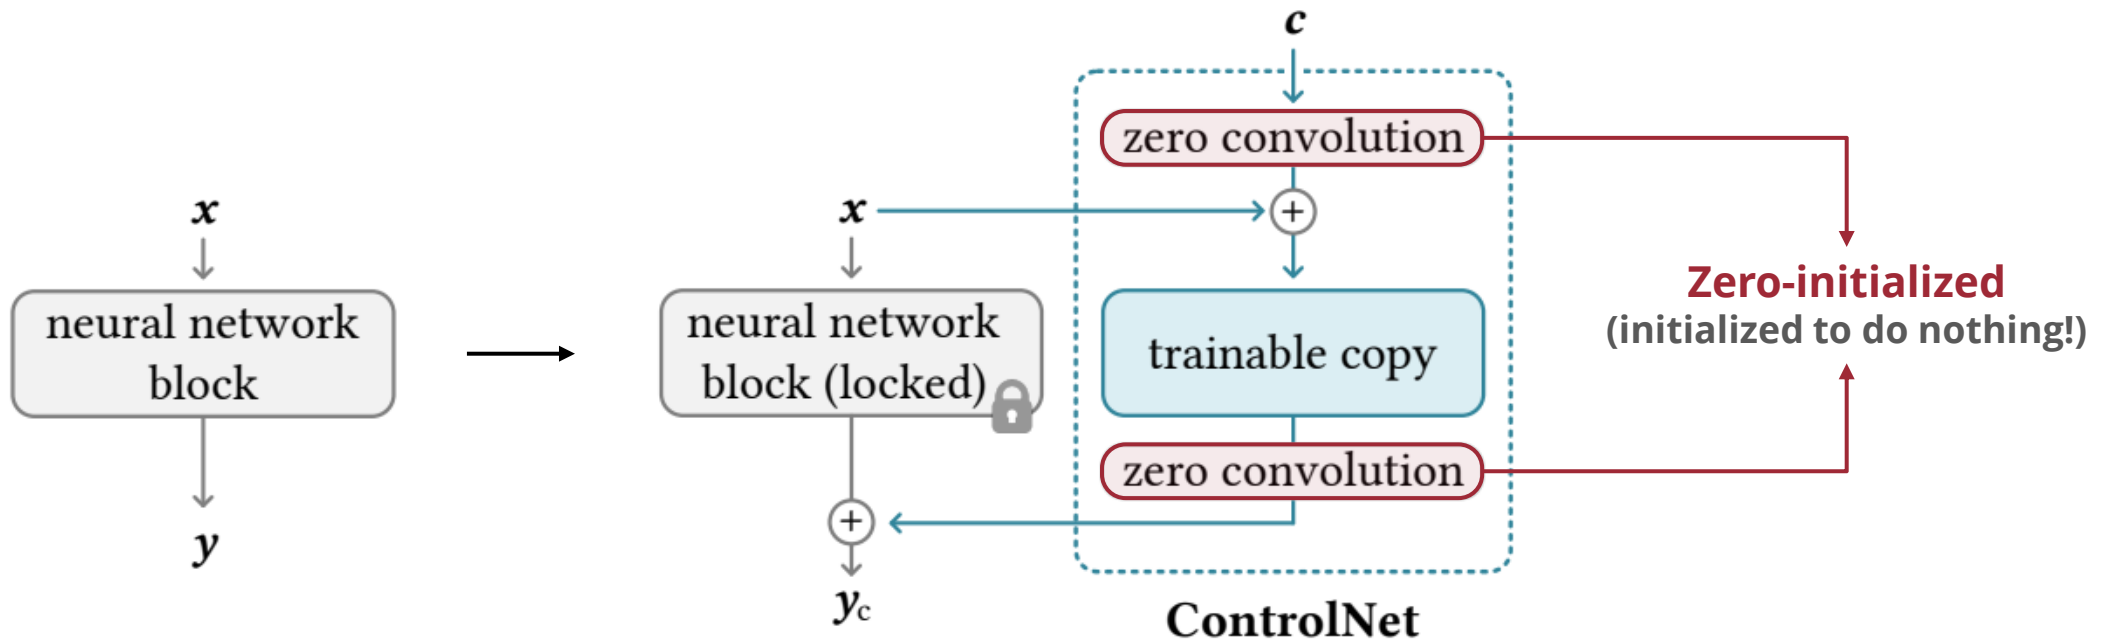 x
neural network
block
y
x
neural network
block (locked)
+
yc
c
zero convolution
+
trainable copy
zero convolution
ControlNet
Zero-initialized
(initialized to do nothing!)